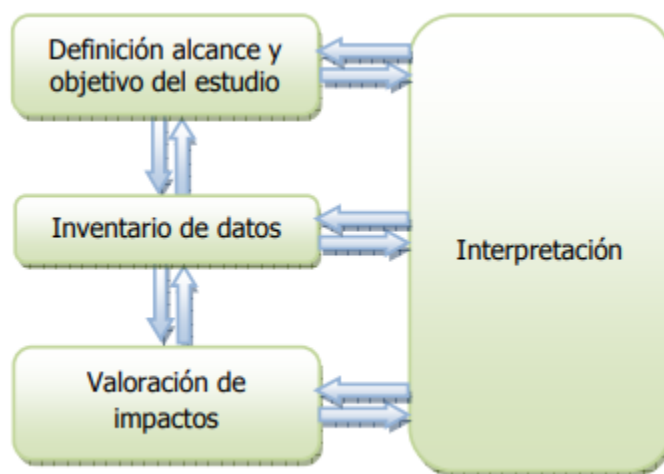 Definición alcance y
objetivo del estudio
Inventario de datos
Interpretación
Valoración de
impactos